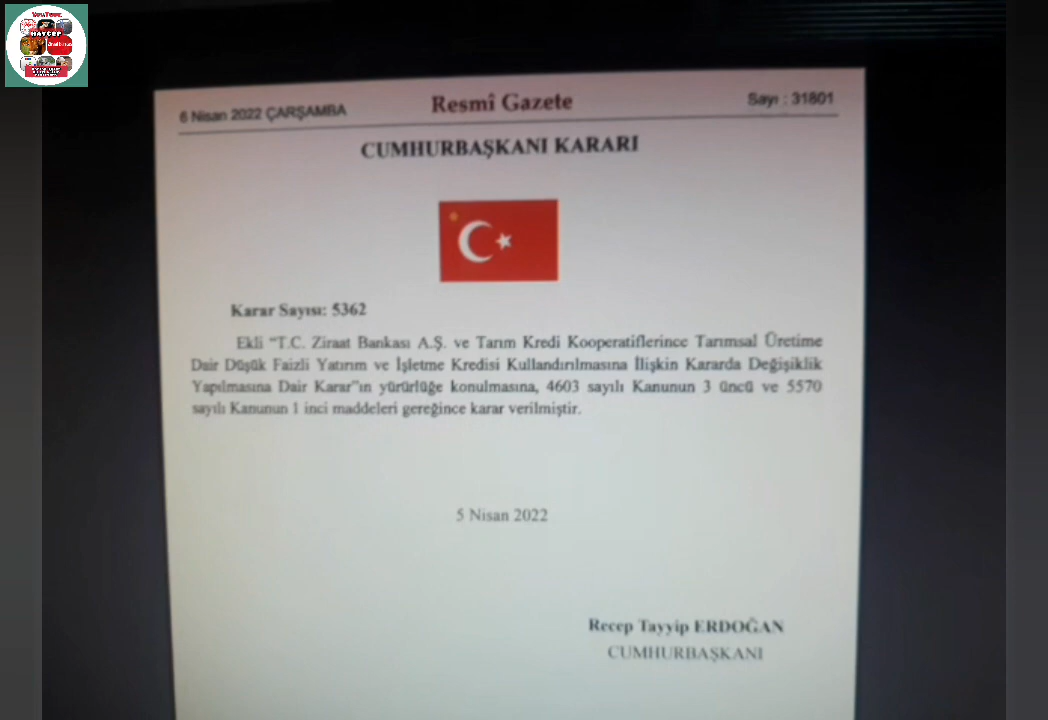 YouTube
HAYÇEP
6 Nisan 2022 ÇARŞAMBA
Resmî Gazete
Sayı : 31801
CUMHURBAŞKANI KARARI
Karar Sayısı: 5362
Ekli “T.C. Ziraat Bankası A.Ş. ve Tarım Kredi Kooperatiflerince Tarımsal Üretime
Dair Düşük Faizli Yatırım ve İşletme Kredisi Kullandırılmasına İlişkin Kararda Değişiklik
Yapılmasına Dair Karar”ın yürürlüğe konulmasına, 4603 sayılı Kanunun 3 üncü ve 5570
sayılı Kanunun 1 inci maddeleri gereğince karar verilmiştir.
5 Nisan 2022
Recep Tayyip ERDOĞAN
CUMHURBAŞKANI